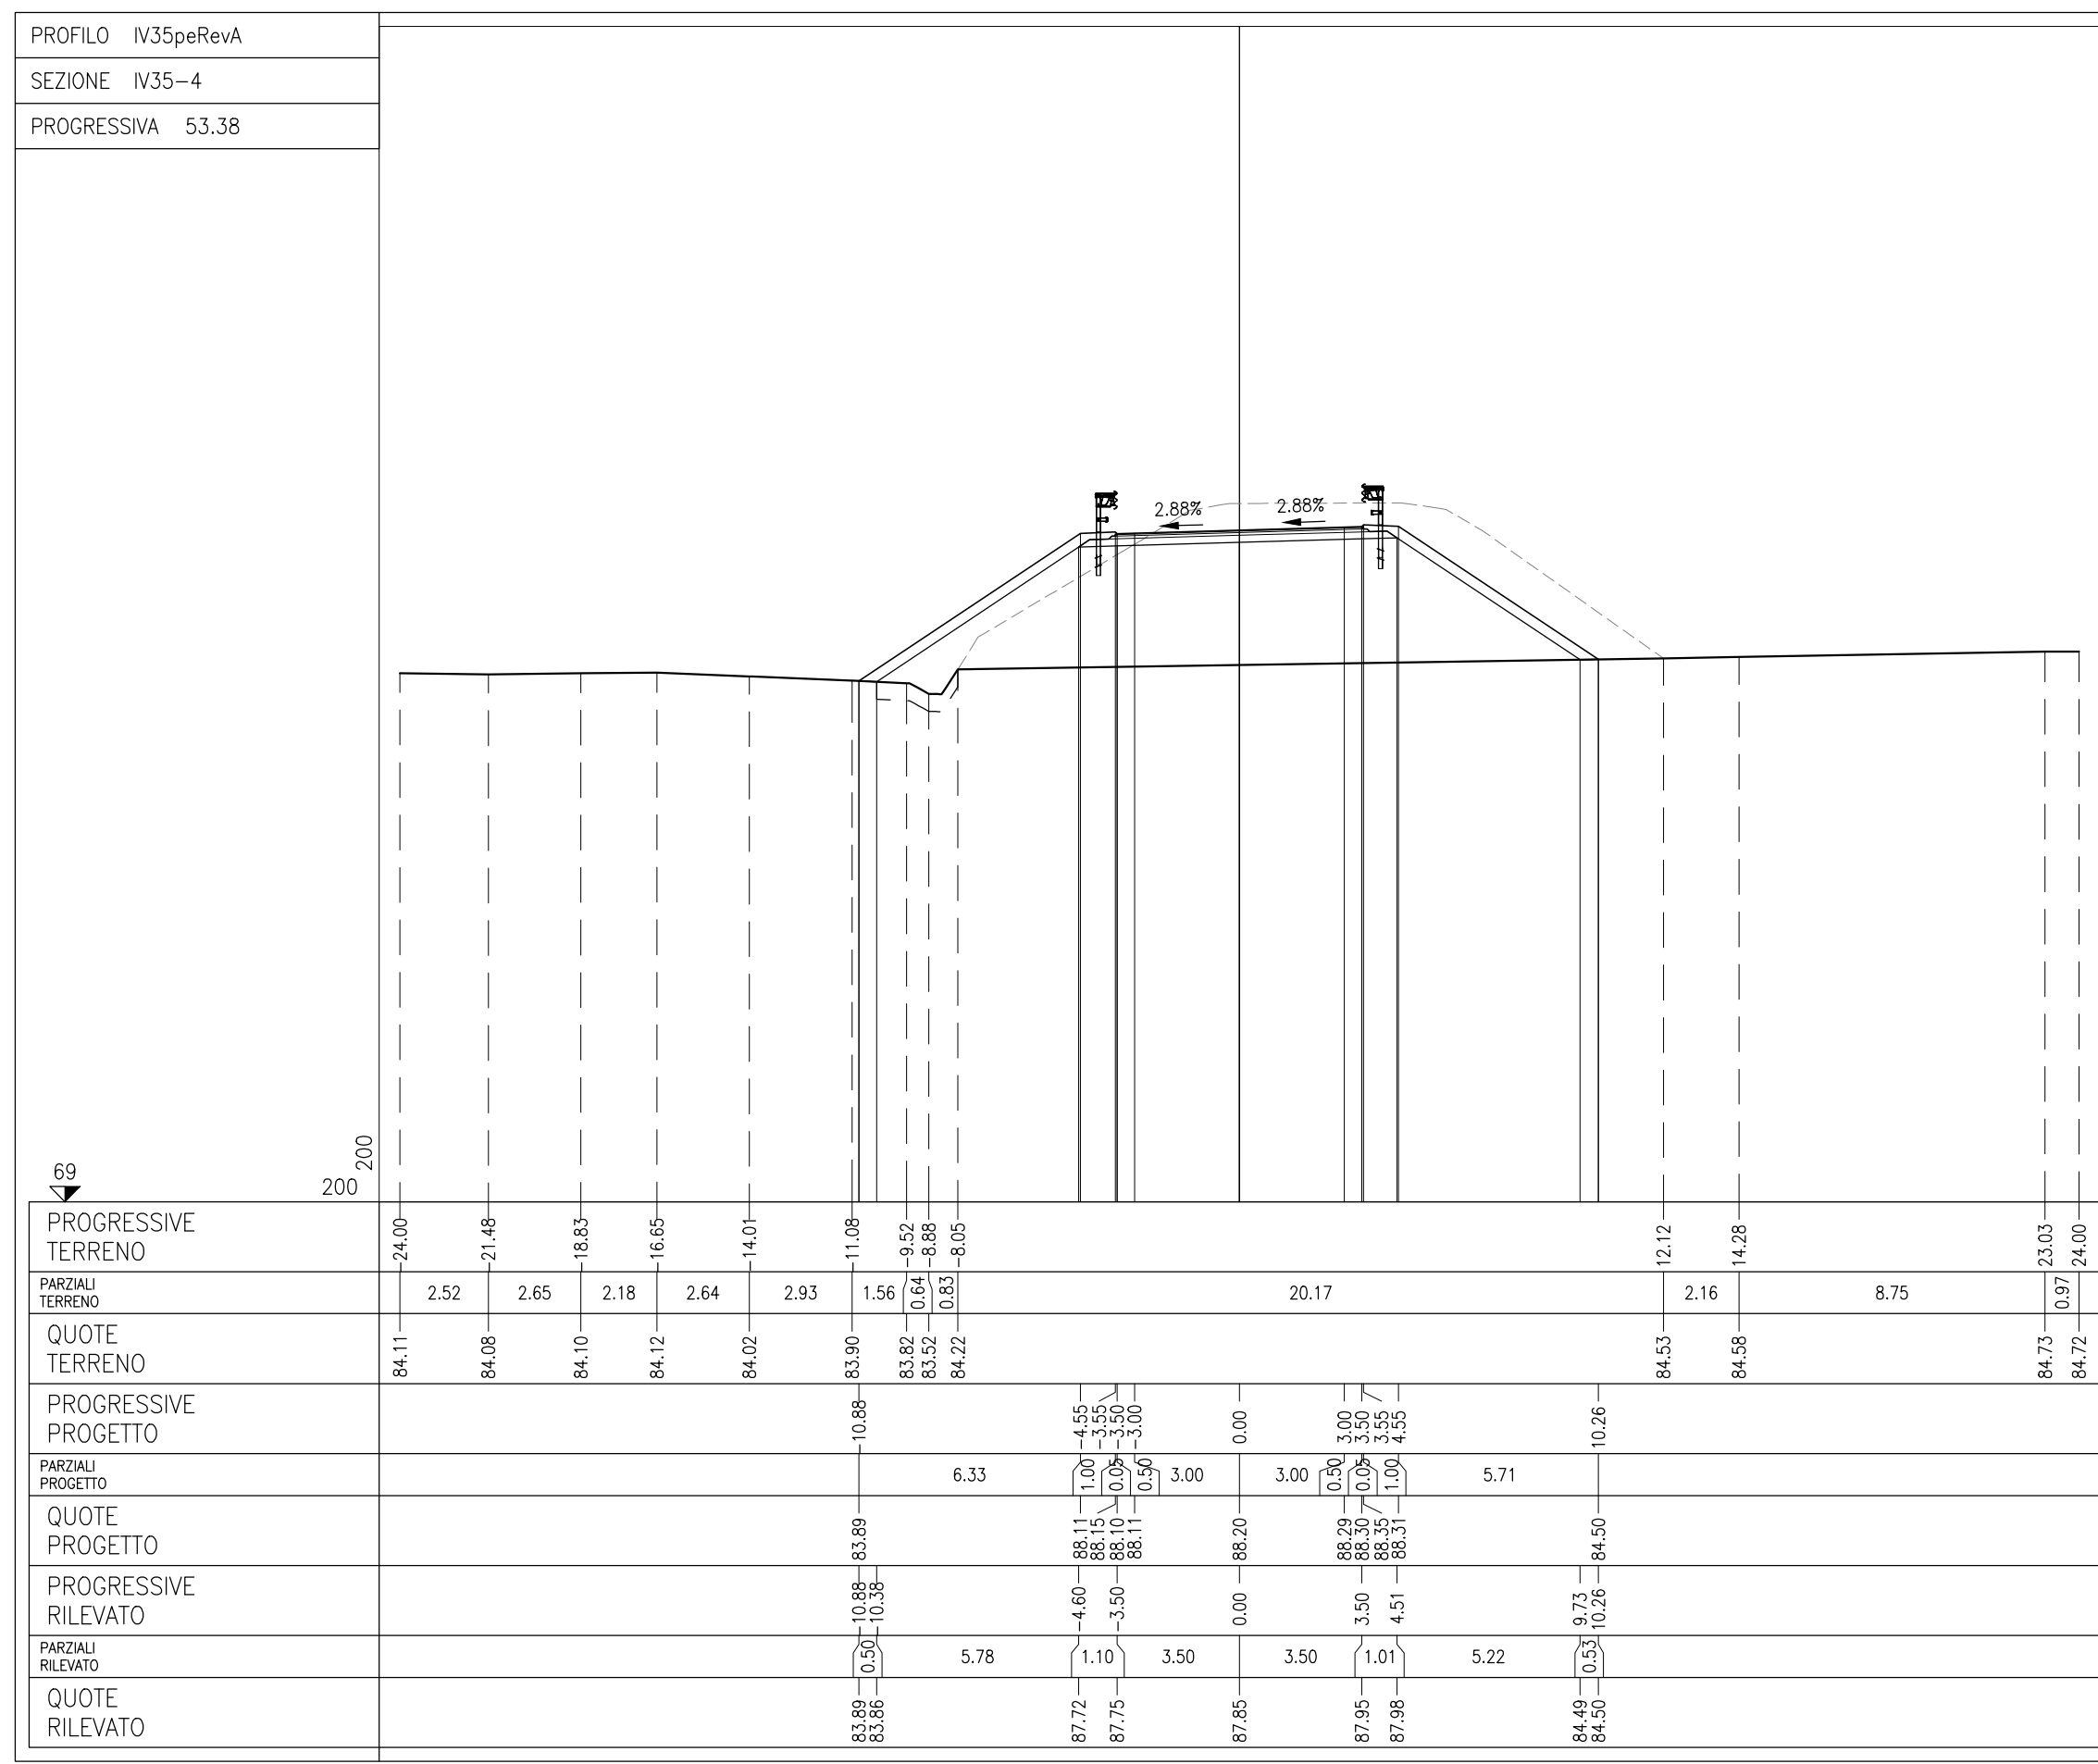 PROFILO IV35peRevA
SEZIONE IV35-4
PROGRESSIVA 53.38
2.88% 2.88%
69 200 200
PROGRESSIVE TERRENO
-24.00 -21.48 -18.83 -16.65 -14.01 -11.08 -9.52 -8.88 -8.05 12.12 14.28 23.03 24.00
PARZIALI TERRENO
2.52 2.65 2.18 2.64 2.93 1.56 0.64 0.83 20.17 2.16 8.75 0.97
QUOTE TERRENO
84.11 84.08 84.10 84.12 84.02 83.90 83.82 83.52 84.22 84.53 84.58 84.73 84.72
PROGRESSIVE PROGETTO
-10.88 -4.55 -3.55 -3.50 -3.00 0.00 3.00 3.50 3.55 4.55 10.26
PARZIALI PROGETTO
6.33 1.00 0.05 0.50 3.00 3.00 0.50 0.05 1.00 5.71
QUOTE PROGETTO
83.89 88.11 88.15 88.10 88.11 88.20 88.29 88.30 88.35 88.31 84.50
PROGRESSIVE RILEVATO
-10.88 -10.38 -4.60 -3.50 0.00 3.50 4.51 9.73 10.26
PARZIALI RILEVATO
0.50 5.78 1.10 3.50 3.50 1.01 5.22 0.53
QUOTE RILEVATO
83.89 83.86 87.72 87.75 87.85 87.95 87.98 84.49 84.50